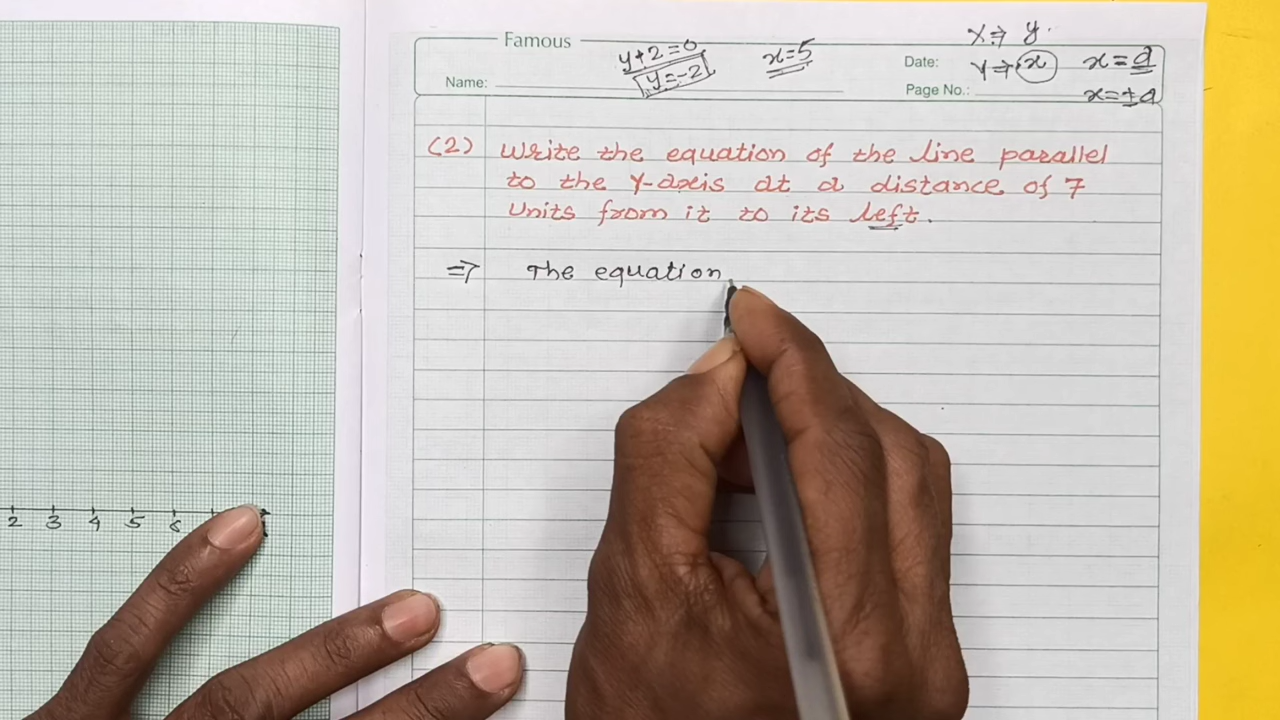 Famous
y+2=0
x=5
Date:
x⇒ y.
Y⇒ x
x=a
Name:
y=-2
Page No.:
x=+a
(2) Write the equation of the line parallel
to the Y-axis at a distance of 7
Units from it to its left.
⇒ The equation
2 3 4 5 6